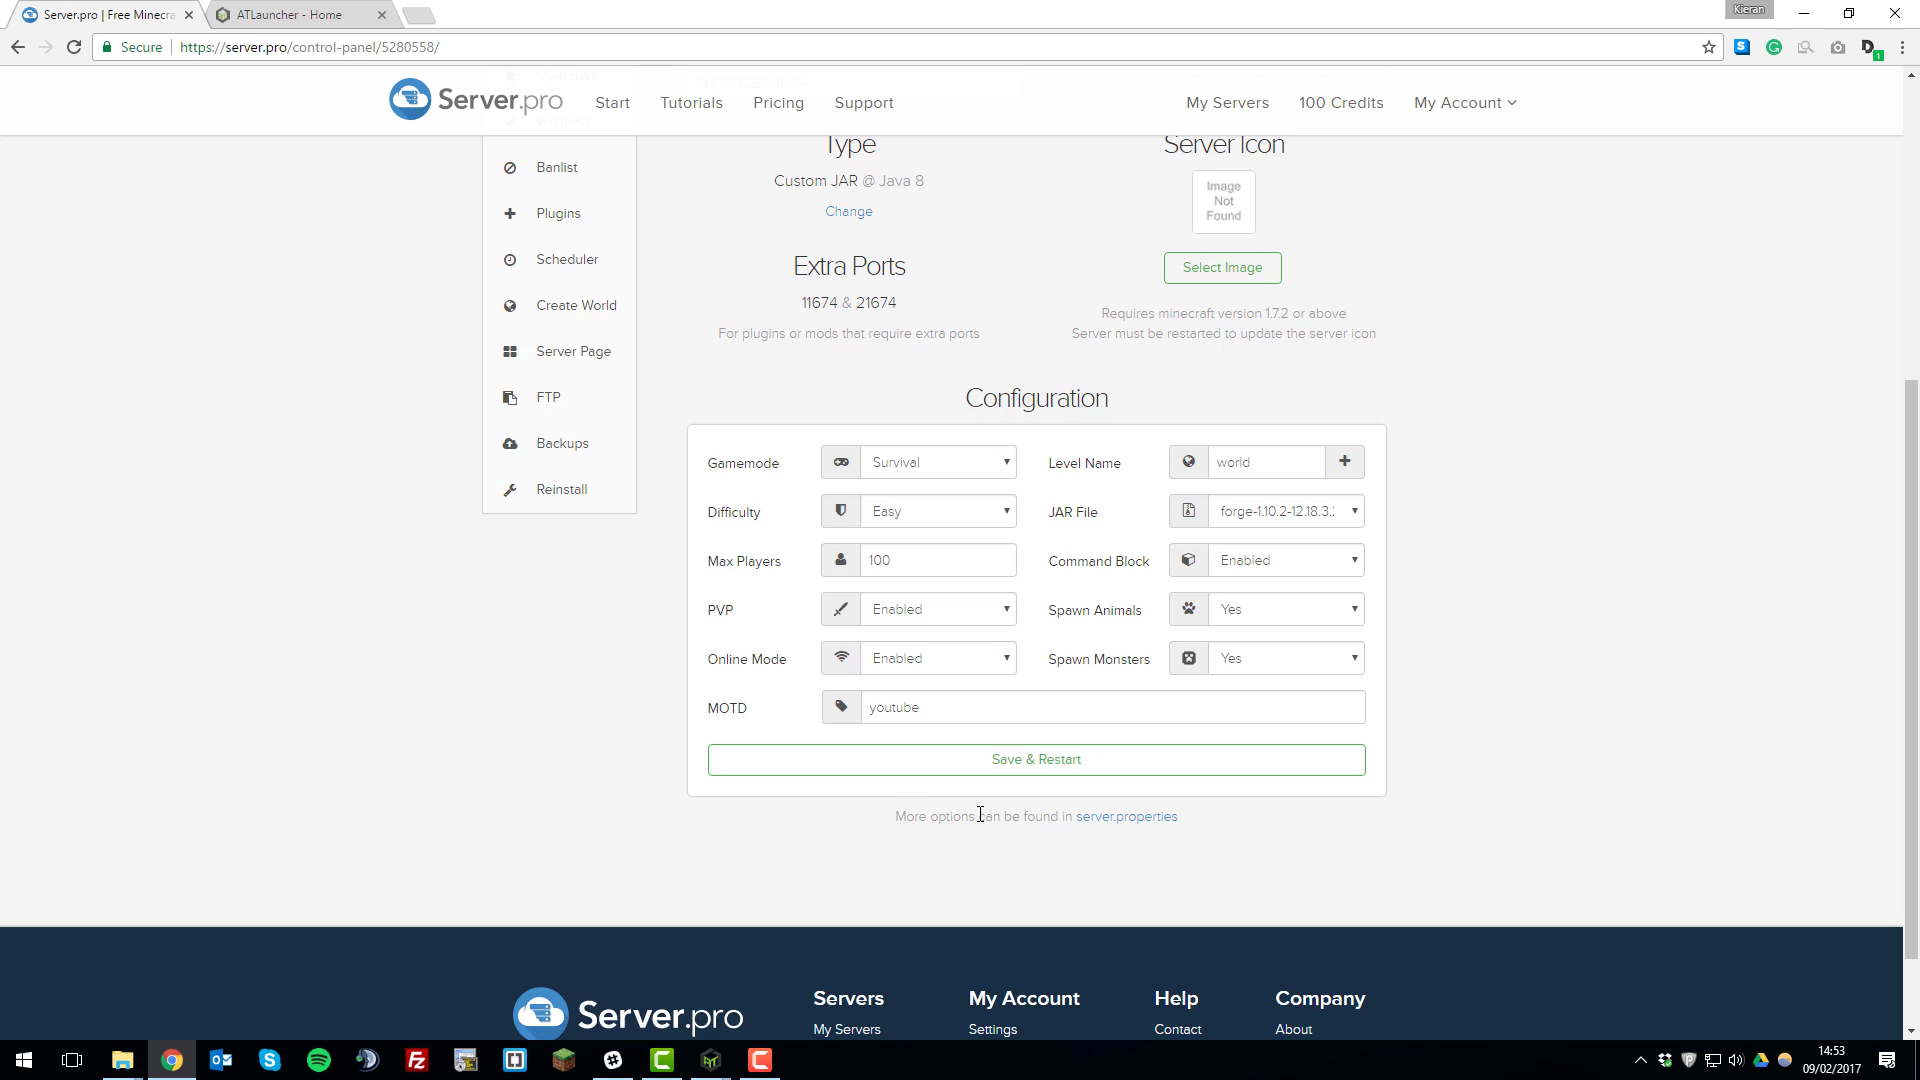 Server.pro | Free Minecra
ATLauncher - Home
Kieran
Secure
https://server.pro/control-panel/5280558/
Server.pro
Start
Tutorials
Pricing
Support
My Servers
100 Credits
My Account
Banlist
Plugins
Scheduler
Create World
Server Page
FTP
Backups
Reinstall
Type
Custom JAR @ Java 8
Change
Extra Ports
11674 & 21674
For plugins or mods that require extra ports
Server Icon
Image
Not
Found
Select Image
Requires minecraft version 1.7.2 or above
Server must be restarted to update the server icon
Configuration
Gamemode
Survival
Level Name
world
Difficulty
Easy
JAR File
forge-1.10.2-12.18.3.
Max Players
100
Command Block
Enabled
PVP
Enabled
Spawn Animals
Yes
Online Mode
Enabled
Spawn Monsters
Yes
MOTD
youtube
Save & Restart
More options can be found in server.properties
Server.pro
Servers
My Servers
My Account
Settings
Help
Contact
Company
About
14:53
09/02/2017